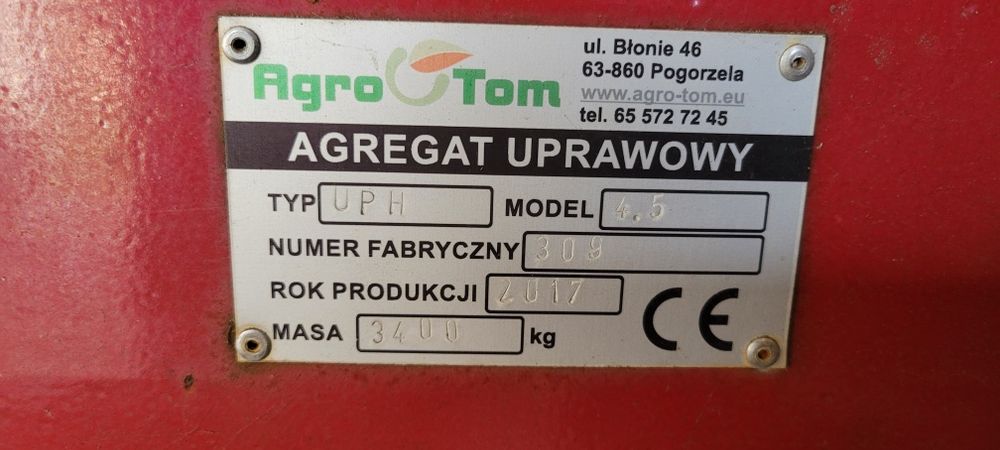 Agro Tom
ul. Błonie 46
63-860 Pogorzela
www.agro-tom.eu
tel. 65 572 72 45
AGREGAT UPRAWOWY
TYP UPH MODEL 4.5
NUMER FABRYCZNY 309
ROK PRODUKCJI 2017
MASA 3400 kg
CE